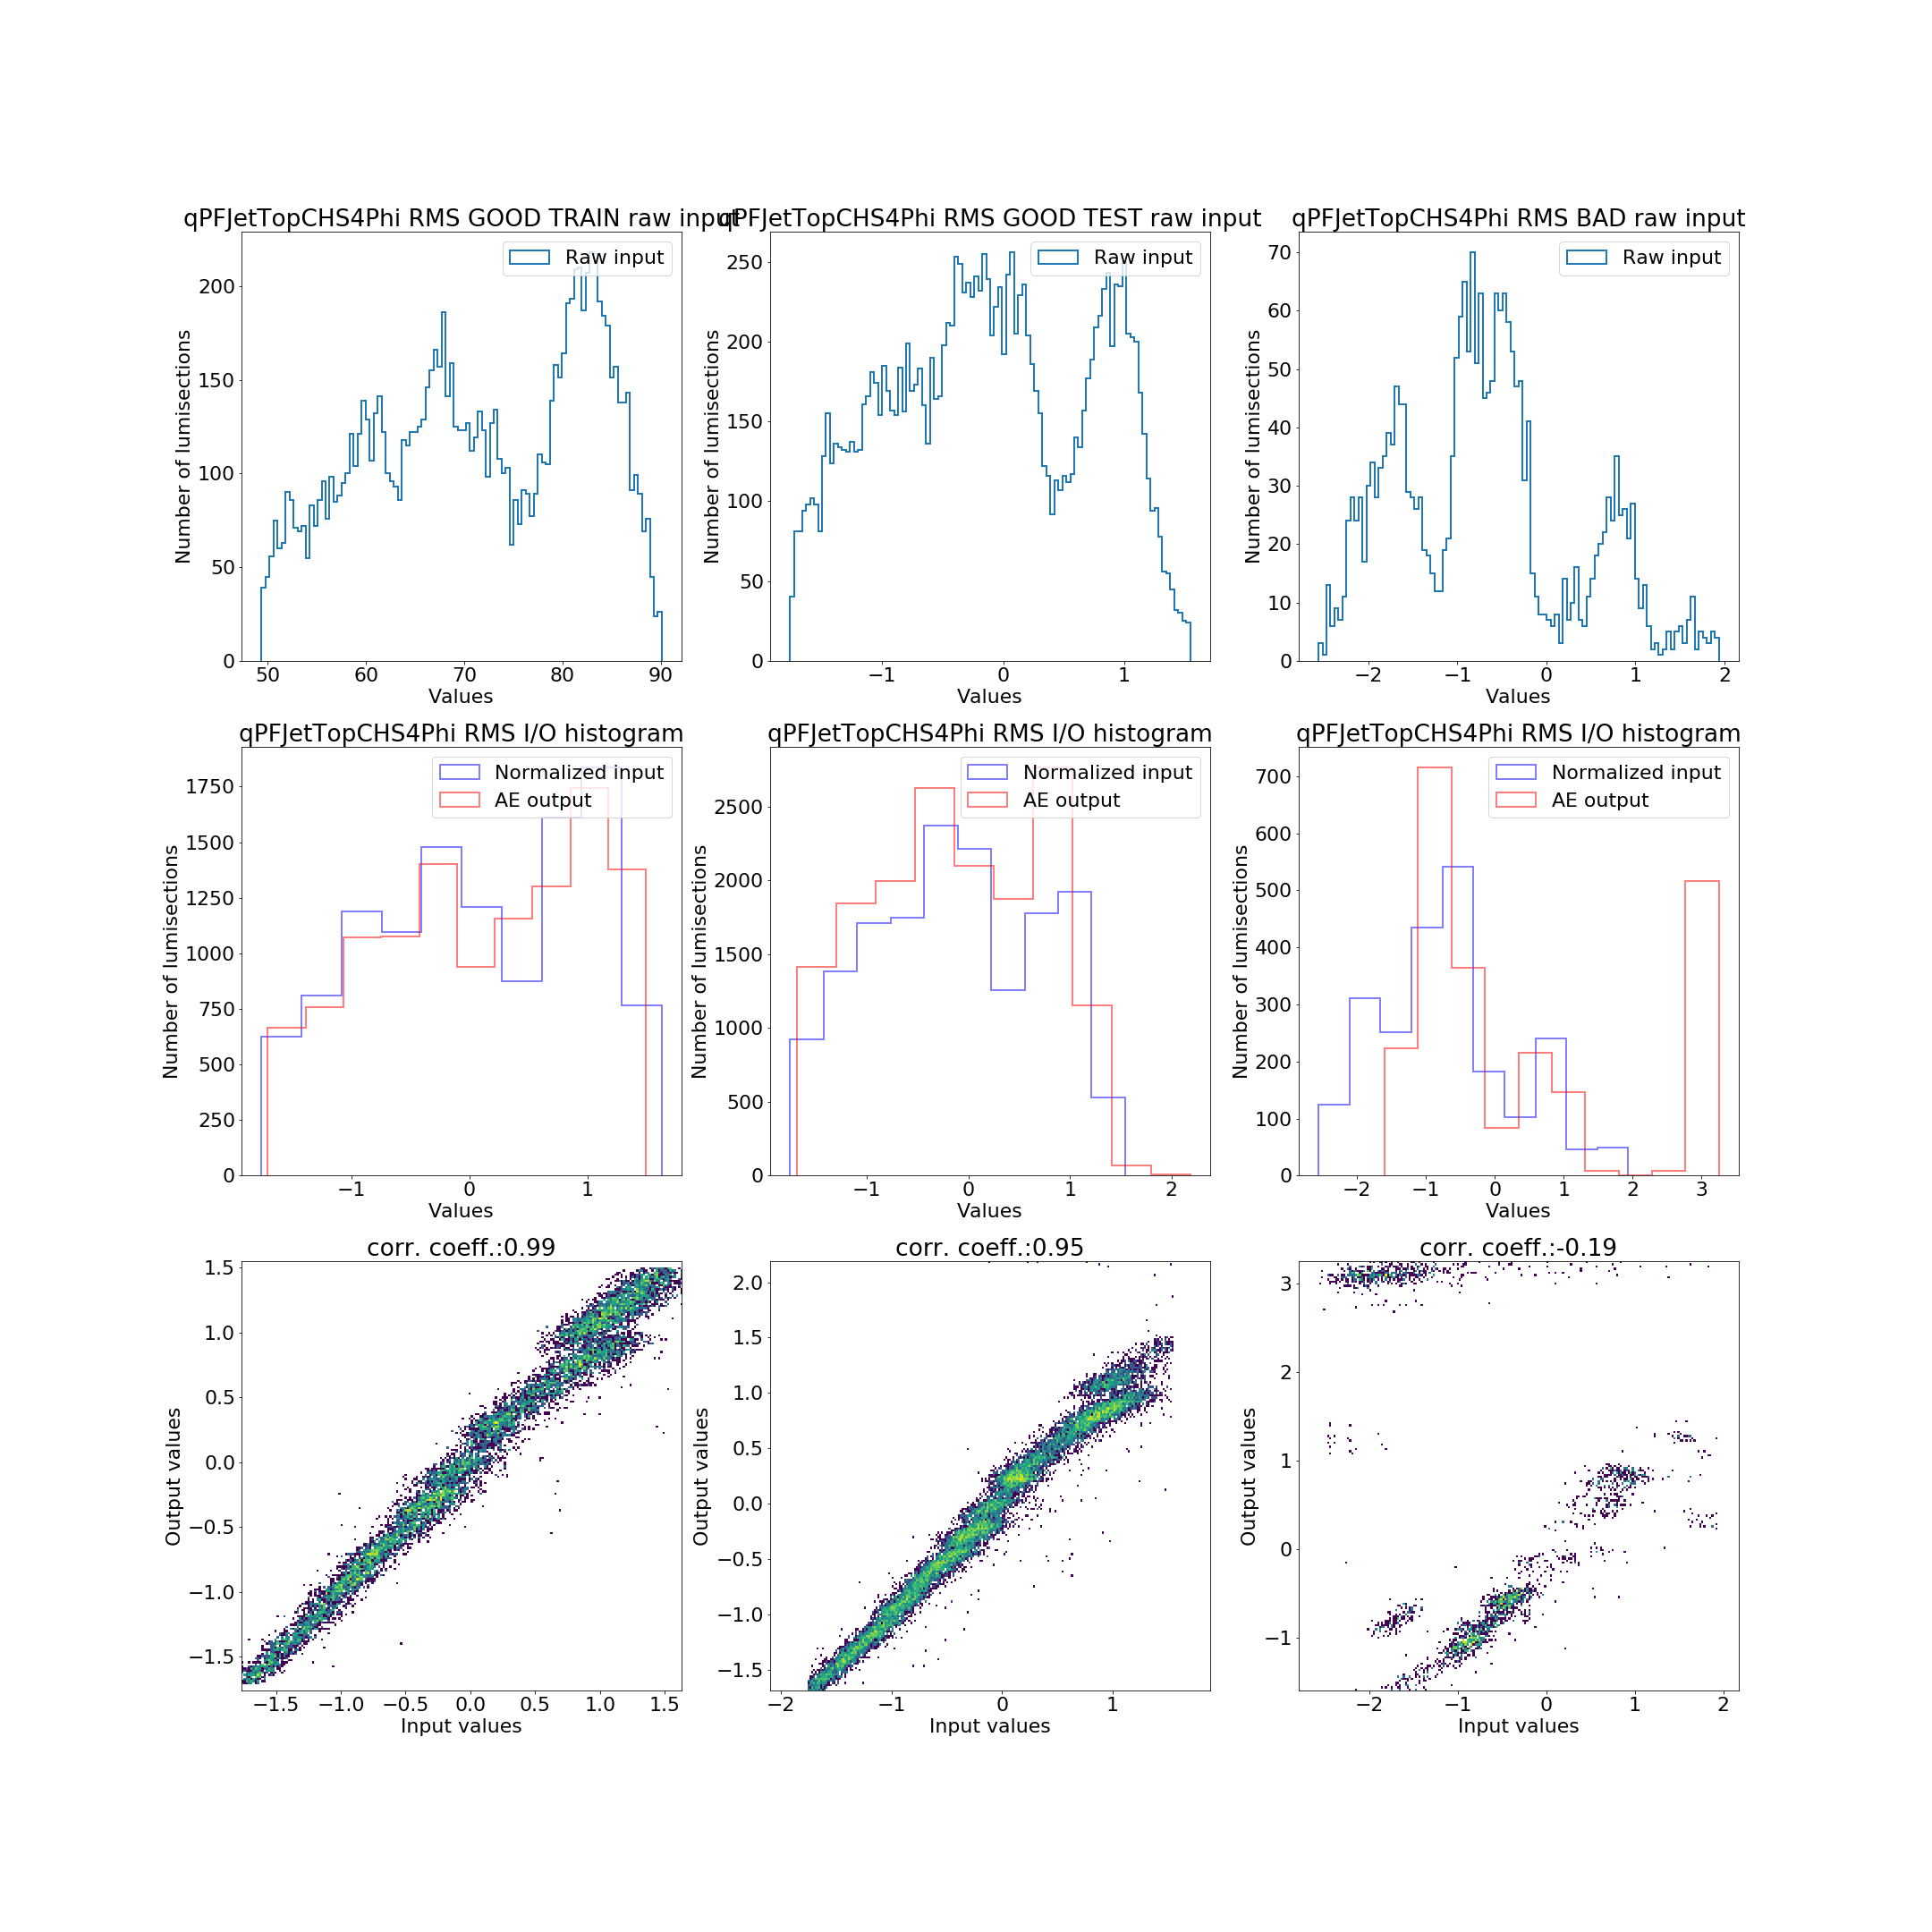 qPFJetTopCHS4Phi RMS GOOD TRAIN raw input
qPFJetTopCHS4Phi RMS GOOD TEST raw input
qPFJetTopCHS4Phi RMS BAD raw input
Number of lumisections
200
150
100
50
0
Raw input
50 60 70 80 90
Values
Number of lumisections
250
200
150
100
50
0
Raw input
−1 0 1
Values
Number of lumisections
70
60
50
40
30
20
10
0
Raw input
−2 −1 0 1 2
Values
qPFJetTopCHS4Phi RMS I/O histogram
qPFJetTopCHS4Phi RMS I/O histogram
qPFJetTopCHS4Phi RMS I/O histogram
Number of lumisections
1750
1500
1250
1000
750
500
250
0
Normalized input
AE output
−1 0 1
Values
Number of lumisections
2500
2000
1500
1000
500
0
Normalized input
AE output
−1 0 1 2
Values
Number of lumisections
700
600
500
400
300
200
100
0
Normalized input
AE output
−2 −1 0 1 2 3
Values
corr. coeff.:0.99
corr. coeff.:0.95
corr. coeff.:-0.19
Output values
1.5
1.0
0.5
0.0
−0.5
−1.0
−1.5
−1.5 −1.0 −0.5 0.0 0.5 1.0 1.5
Input values
Output values
2.0
1.5
1.0
0.5
0.0
−0.5
−1.0
−1.5
−2 −1 0 1
Input values
Output values
3
2
1
0
−1
−2 −1 0 1 2
Input values